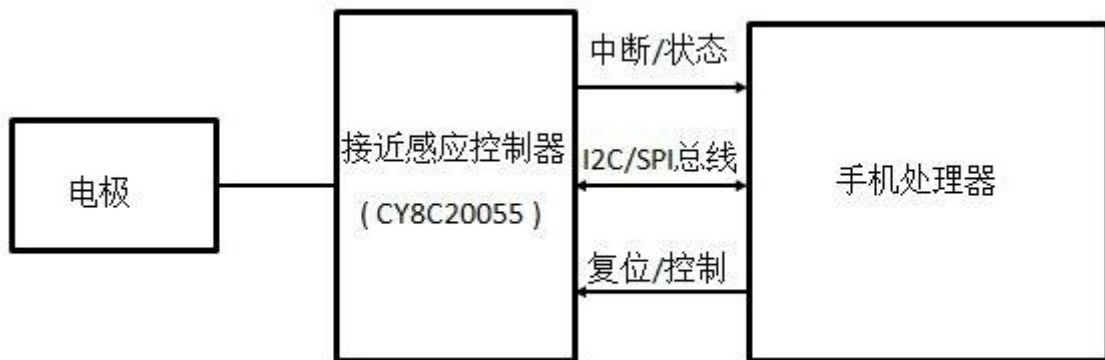 电极
接近感应控制器
( CY8C20055 )
中断/状态
I2C/SPI总线
复位/控制
手机处理器